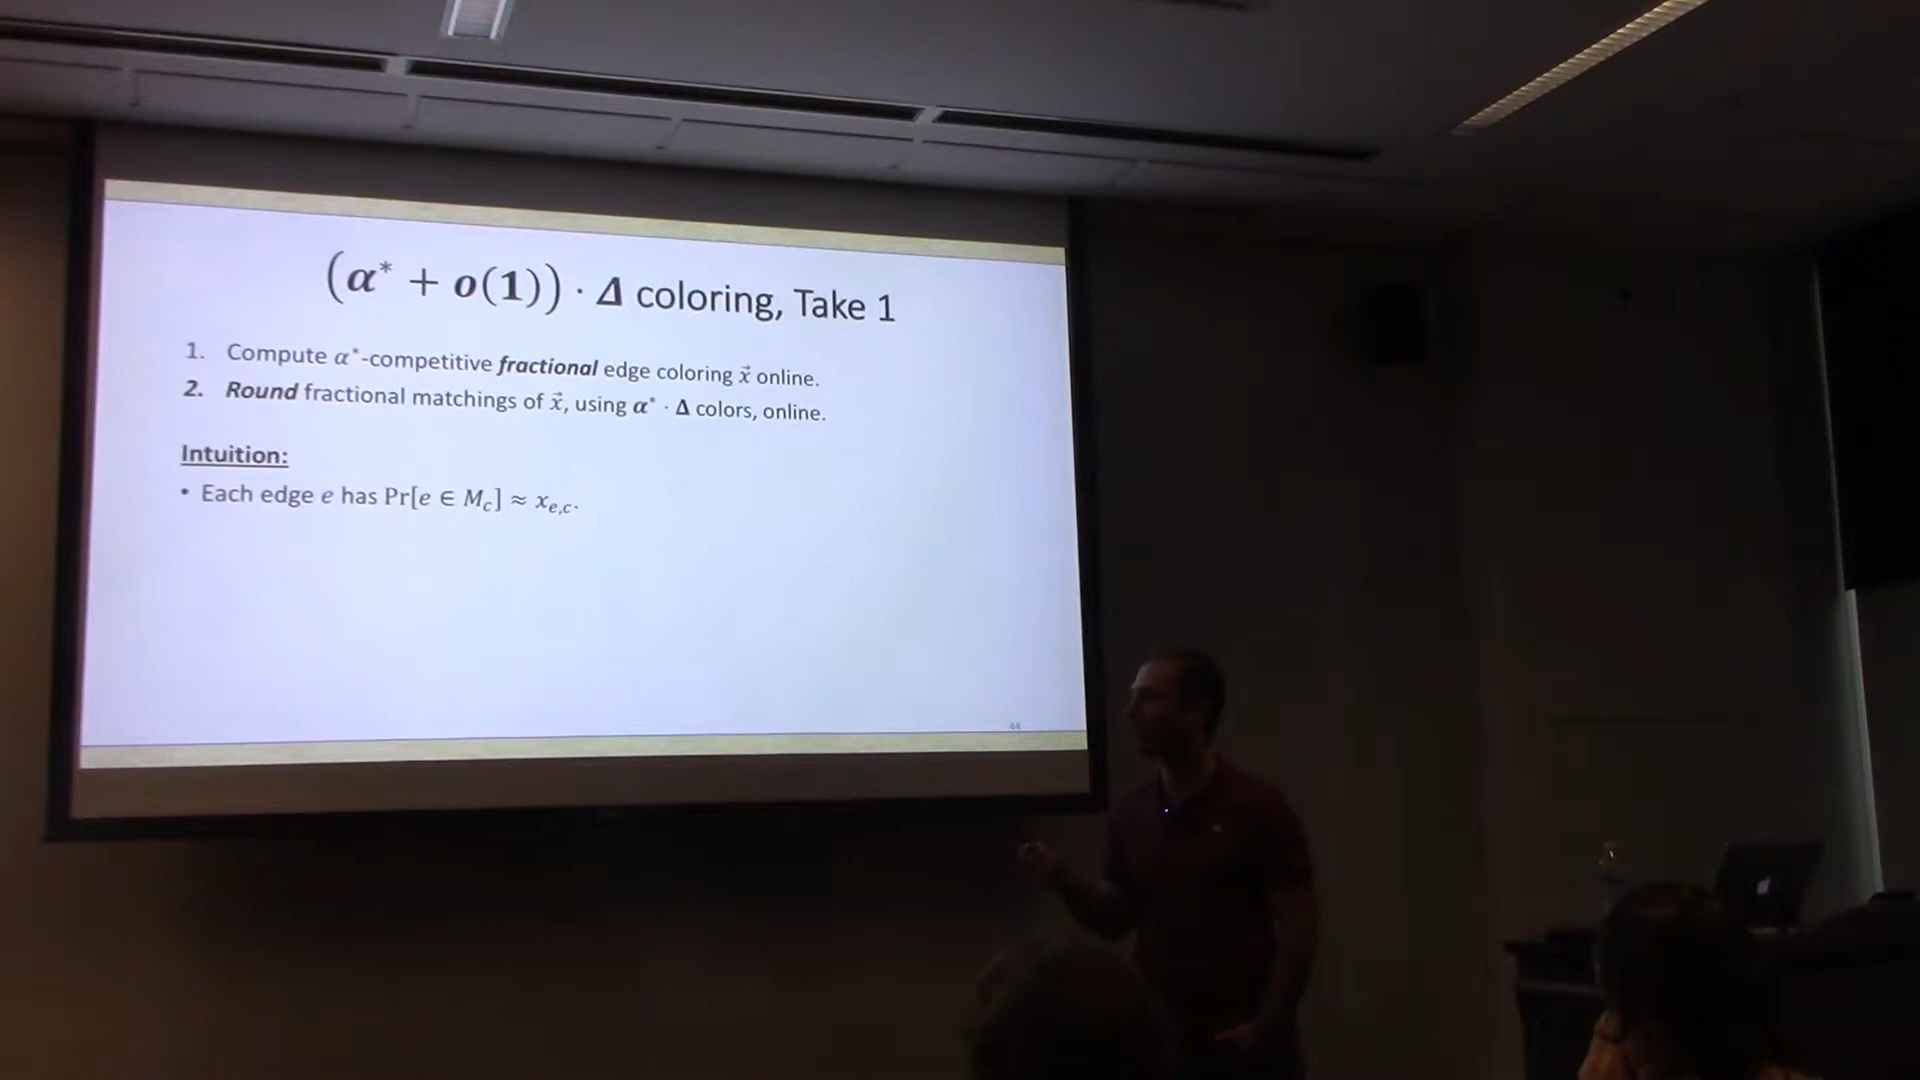 (α* + o(1)) · Δ coloring, Take 1
1. Compute α*-competitive fractional edge coloring x⃗ online.
2. Round fractional matchings of x⃗, using α* · Δ colors, online.
Intuition:
• Each edge e has Pr[e ∈ M_c] ≈ x_{e,c}.